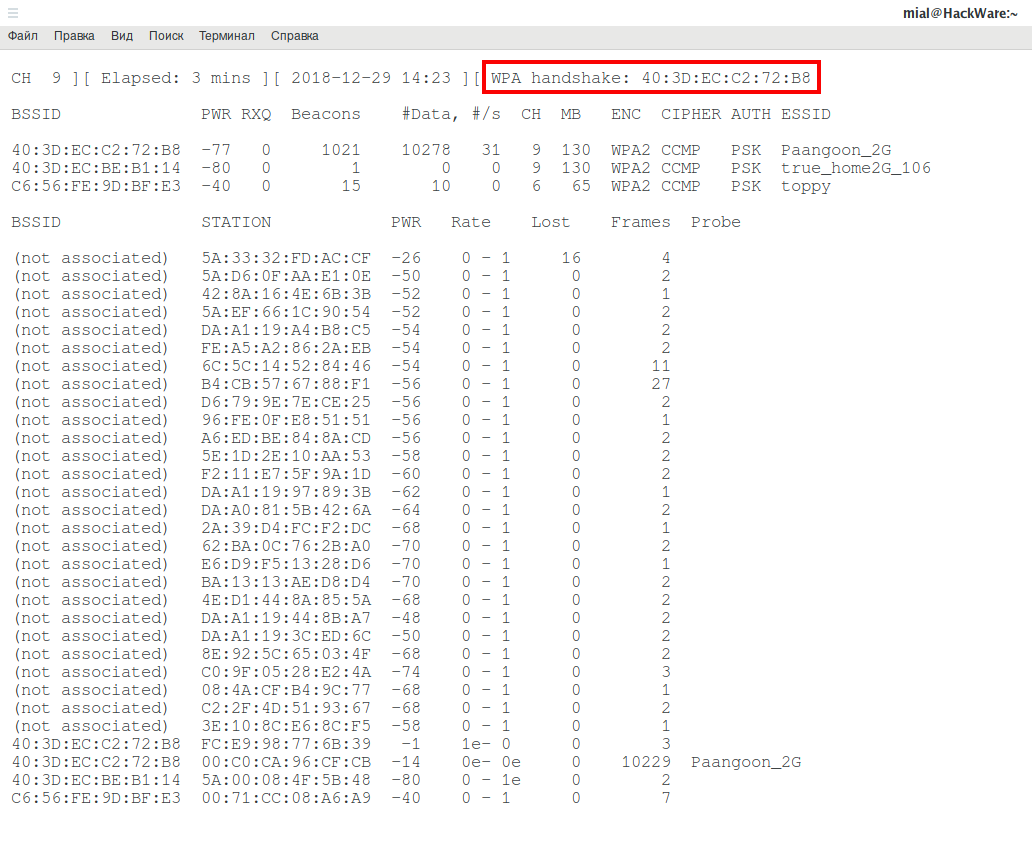 mial@HackWare:~
Файл Правка Вид Поиск Терминал Справка
CH 9 ][ Elapsed: 3 mins ][ 2018-12-29 14:23 ][ WPA handshake: 40:3D:EC:C2:72:B8
BSSID PWR RXQ Beacons #Data, #/s CH MB ENC CIPHER AUTH ESSID
40:3D:EC:C2:72:B8 -77 0 1021 10278 31 9 130 WPA2 CCMP PSK Paangoon_2G
40:3D:EC:BE:B1:14 -80 0 1 0 0 9 130 WPA2 CCMP PSK true_home2G_106
C6:56:FE:9D:BF:E3 -40 0 15 10 0 6 65 WPA2 CCMP PSK toppy
BSSID STATION PWR Rate Lost Frames Probe
(not associated) 5A:33:32:FD:AC:CF -26 0 - 1 16 4
(not associated) 5A:D6:0F:AA:E1:0E -50 0 - 1 0 2
(not associated) 42:8A:16:4E:6B:3B -52 0 - 1 0 1
(not associated) 5A:EF:66:1C:90:54 -52 0 - 1 0 2
(not associated) DA:A1:19:A4:B8:C5 -54 0 - 1 0 2
(not associated) FE:A5:A2:86:2A:EB -54 0 - 1 0 2
(not associated) 6C:5C:14:52:84:46 -54 0 - 1 0 11
(not associated) B4:CB:57:67:88:F1 -56 0 - 1 0 27
(not associated) D6:79:9E:7E:CE:25 -56 0 - 1 0 2
(not associated) 96:FE:0F:E8:51:51 -56 0 - 1 0 1
(not associated) A6:ED:BE:84:8A:CD -56 0 - 1 0 2
(not associated) 5E:1D:2E:10:AA:53 -58 0 - 1 0 2
(not associated) F2:11:E7:5F:9A:1D -60 0 - 1 0 2
(not associated) DA:A1:19:97:89:3B -62 0 - 1 0 1
(not associated) DA:A0:81:5B:42:6A -64 0 - 1 0 2
(not associated) 2A:39:D4:FC:F2:DC -68 0 - 1 0 1
(not associated) 62:BA:0C:76:2B:A0 -70 0 - 1 0 2
(not associated) E6:D9:F5:13:28:D6 -70 0 - 1 0 1
(not associated) BA:13:13:AE:D8:D4 -70 0 - 1 0 2
(not associated) 4E:D1:44:8A:85:5A -68 0 - 1 0 2
(not associated) DA:A1:19:44:8B:A7 -48 0 - 1 0 2
(not associated) DA:A1:19:3C:ED:6C -50 0 - 1 0 2
(not associated) 8E:92:5C:65:03:4F -68 0 - 1 0 2
(not associated) C0:9F:05:28:E2:4A -74 0 - 1 0 3
(not associated) 08:4A:CF:B4:9C:77 -68 0 - 1 0 1
(not associated) C2:2F:4D:51:93:67 -68 0 - 1 0 2
(not associated) 3E:10:8C:E6:8C:F5 -58 0 - 1 0 1
40:3D:EC:C2:72:B8 FC:E9:98:77:6B:39 -1 1e- 0 0 3
40:3D:EC:C2:72:B8 00:C0:CA:96:CF:CB -14 0e- 0e 0 10229 Paangoon_2G
40:3D:EC:BE:B1:14 5A:00:08:4F:5B:48 -80 0 - 1e 0 2
C6:56:FE:9D:BF:E3 00:71:CC:08:A6:A9 -40 0 - 1 0 7